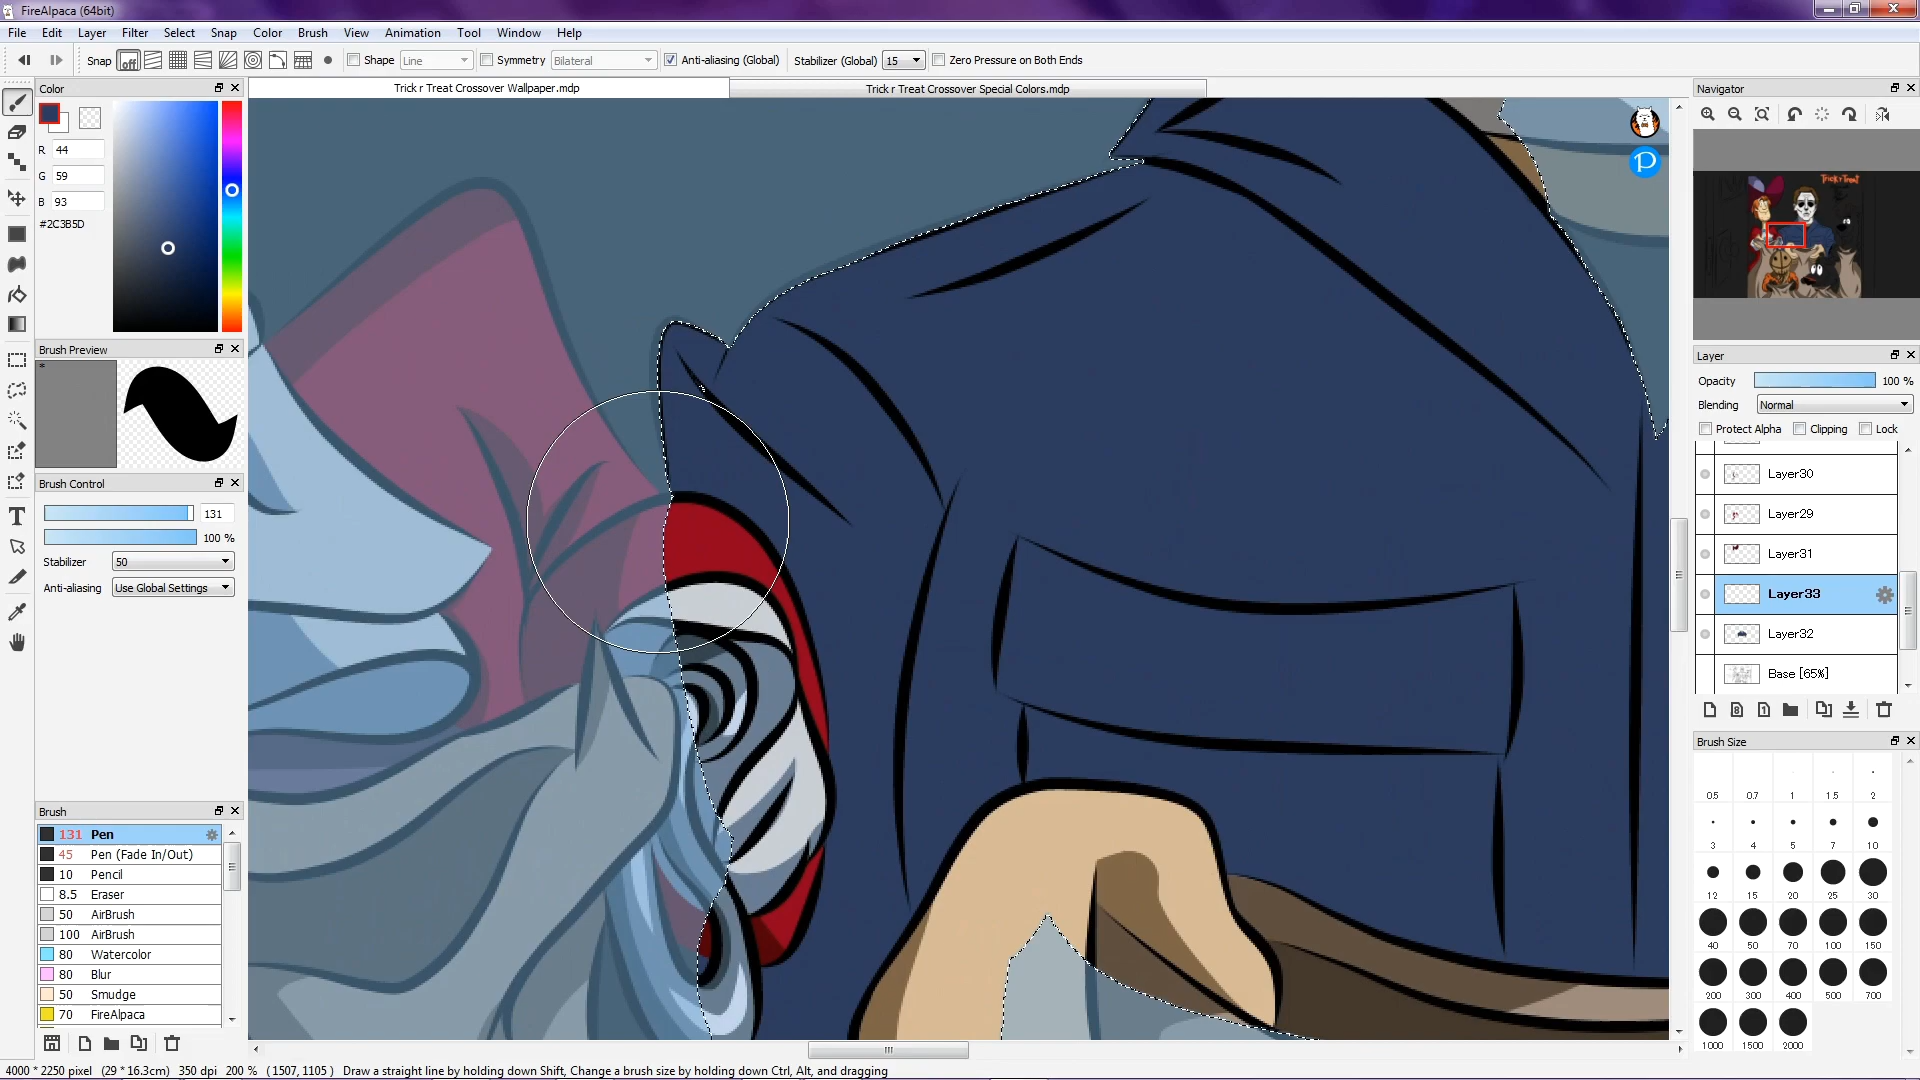 FireAlpaca (64bit)
File Edit Layer Filter Select Snap Color Brush View Animation Tool Window Help
Snap off Shape Line Symmetry Bilateral Anti-aliasing (Global) Stabilizer (Global) 15 Zero Pressure on Both Ends
Color
Trick r Treat Crossover Wallpaper.mdp
Trick r Treat Crossover Special Colors.mdp
R 44
G 59
B 93
#2C3B5D
Brush Preview
*
Brush Control
131
100 %
Stabilizer 50
Anti-aliasing Use Global Settings
Brush
131 Pen
45 Pen (Fade In/Out)
10 Pencil
8.5 Eraser
50 AirBrush
100 AirBrush
80 Watercolor
80 Blur
50 Smudge
70 FireAlpaca
P
Navigator
Trick r Treat
Layer
Opacity 100 %
Blending Normal
Protect Alpha Clipping Lock
Layer30
Layer29
Layer31
Layer33
Layer32
Base [65%]
Brush Size
0.5 0.7 1 1.5 2
3 4 5 7 10
12 15 20 25 30
40 50 70 100 150
200 300 400 500 700
1000 1500 2000
4000 * 2250 pixel (29 * 16.3cm) 350 dpi 200 % ( 1507, 1105 ) Draw a straight line by holding down Shift, Change a brush size by holding down Ctrl, Alt, and dragging